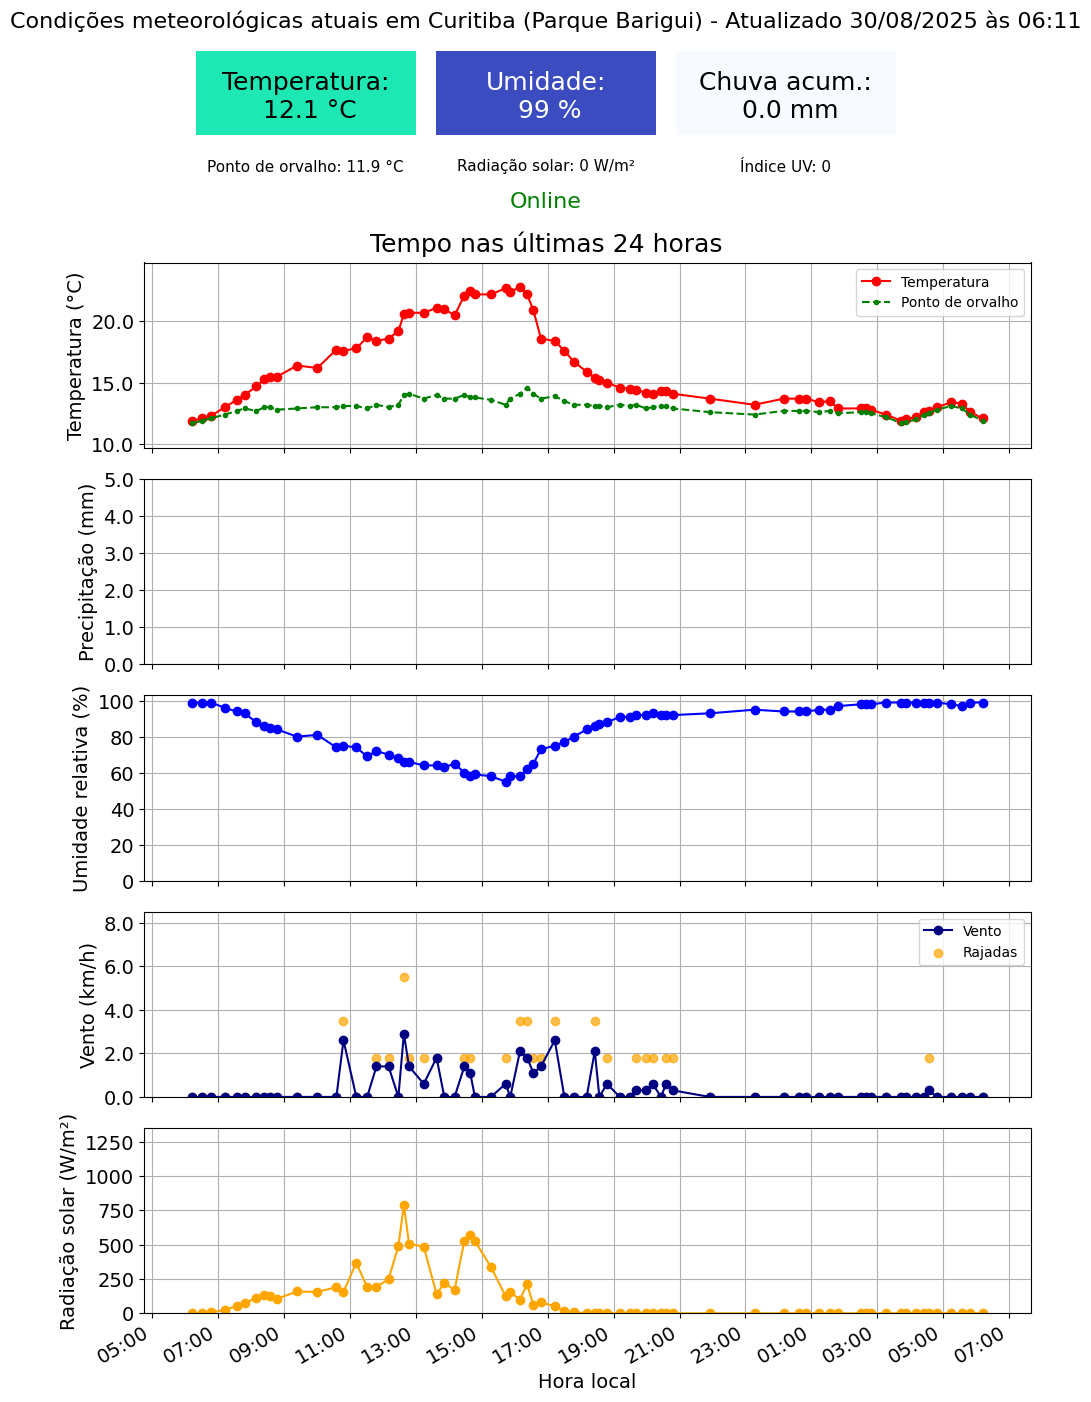 Condições meteorológicas atuais em Curitiba (Parque Barigui) - Atualizado 30/08/2025 às 06:11
Temperatura:
12.1 °C
Umidade:
99 %
Chuva acum.:
0.0 mm
Ponto de orvalho: 11.9 °C
Radiação solar: 0 W/m²
Índice UV: 0
Online
Tempo nas últimas 24 horas
Temperatura (°C)
20.0
15.0
10.0
Temperatura
Ponto de orvalho
Precipitação (mm)
5.0
4.0
3.0
2.0
1.0
0.0
Umidade relativa (%)
100
80
60
40
20
0
Vento (km/h)
8.0
6.0
4.0
2.0
0.0
Vento
Rajadas
Radiação solar (W/m²)
1250
1000
750
500
250
0
05:00
07:00
09:00
11:00
13:00
15:00
17:00
19:00
21:00
23:00
01:00
03:00
05:00
07:00
Hora local